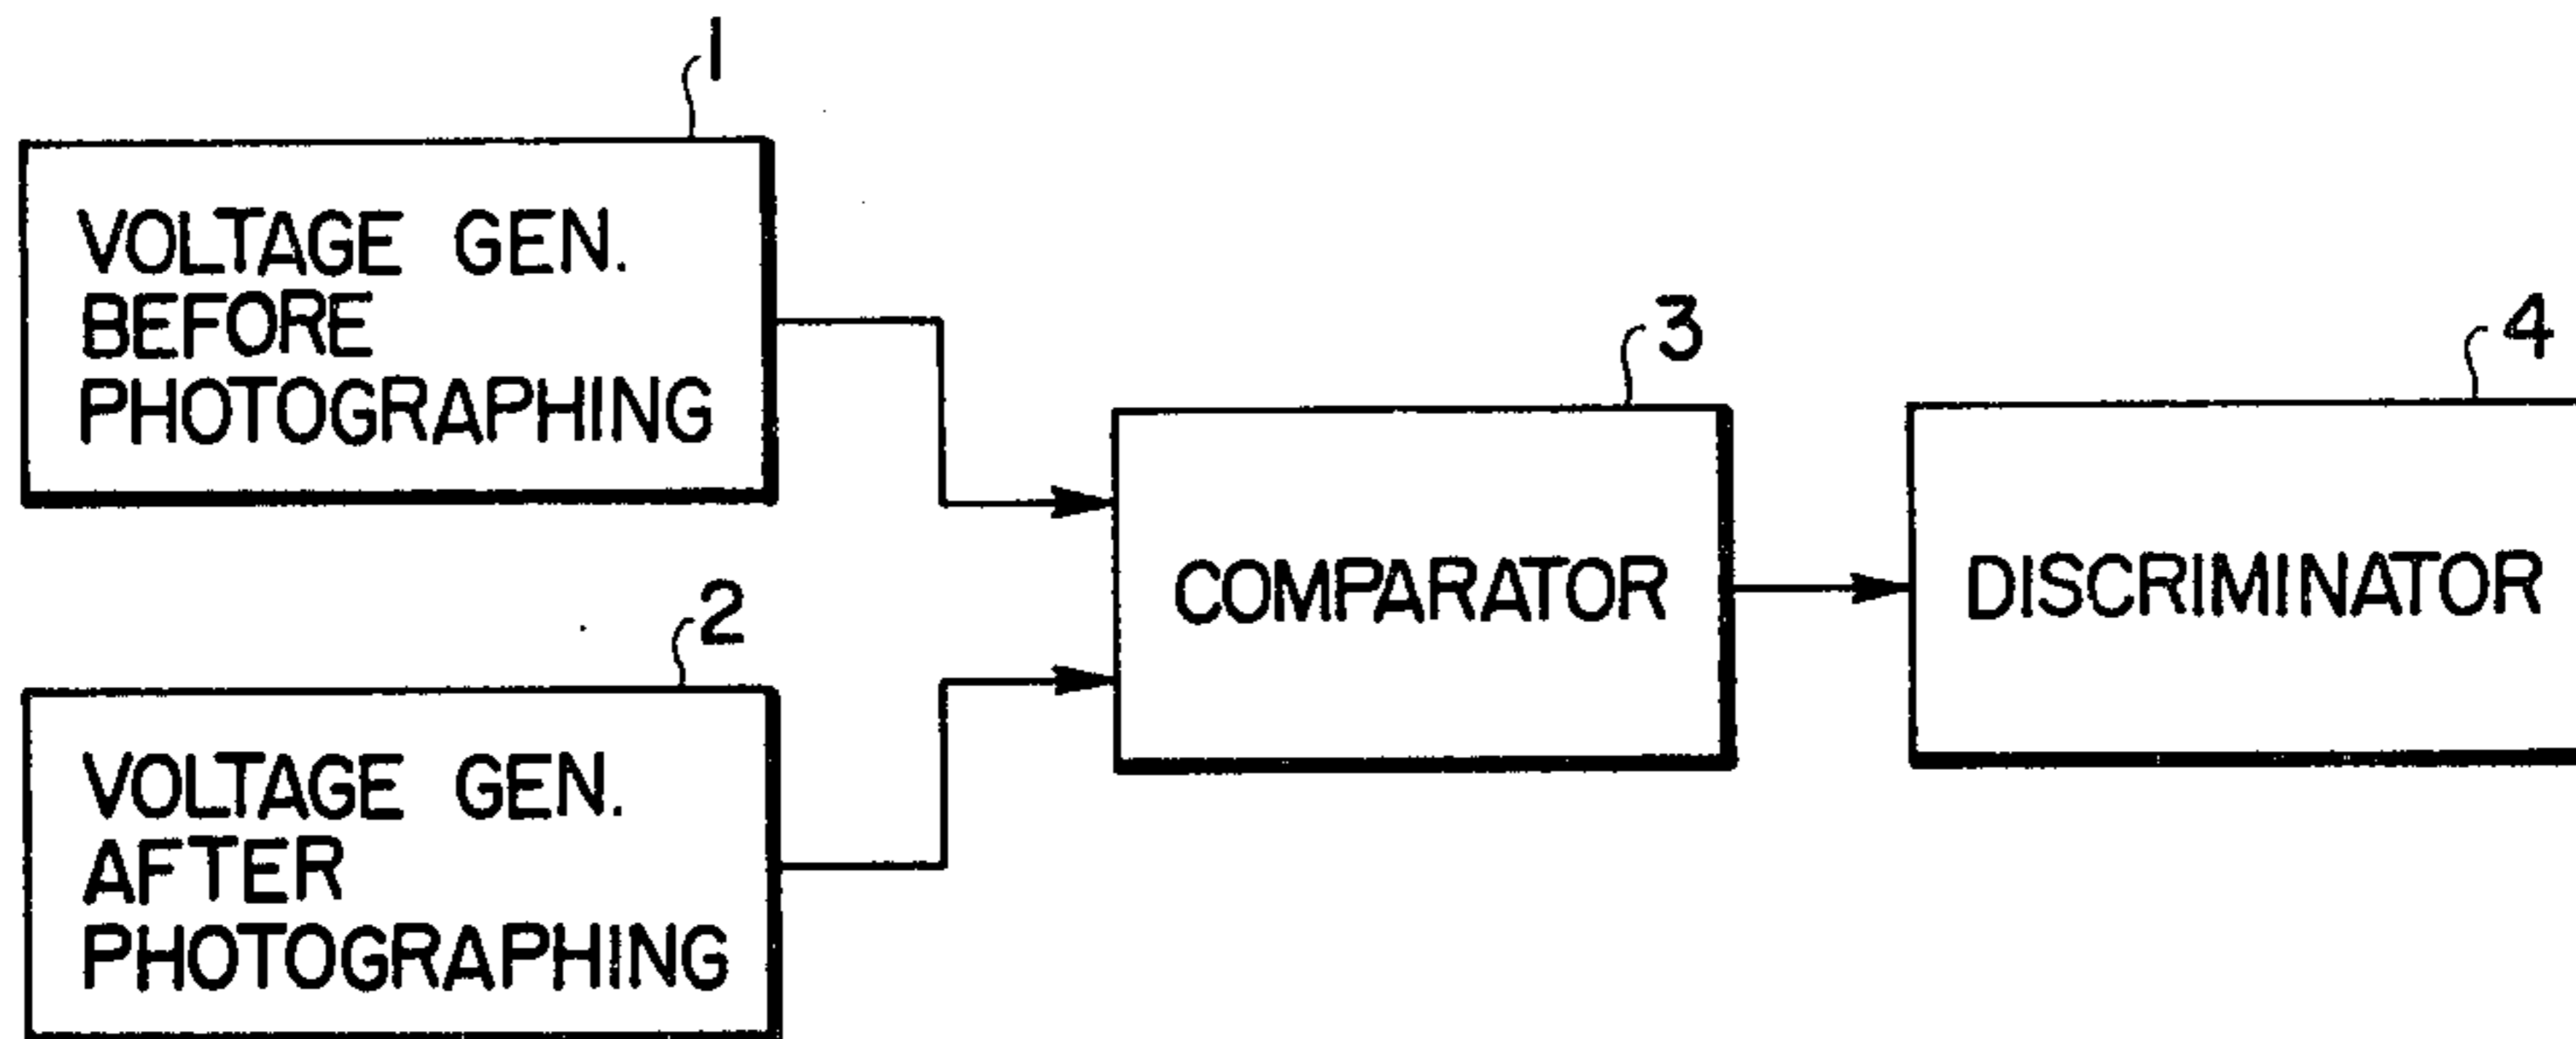 1
VOLTAGE GEN.
BEFORE
PHOTOGRAPHING
2
VOLTAGE GEN.
AFTER
PHOTOGRAPHING
3
COMPARATOR
4
DISCRIMINATOR